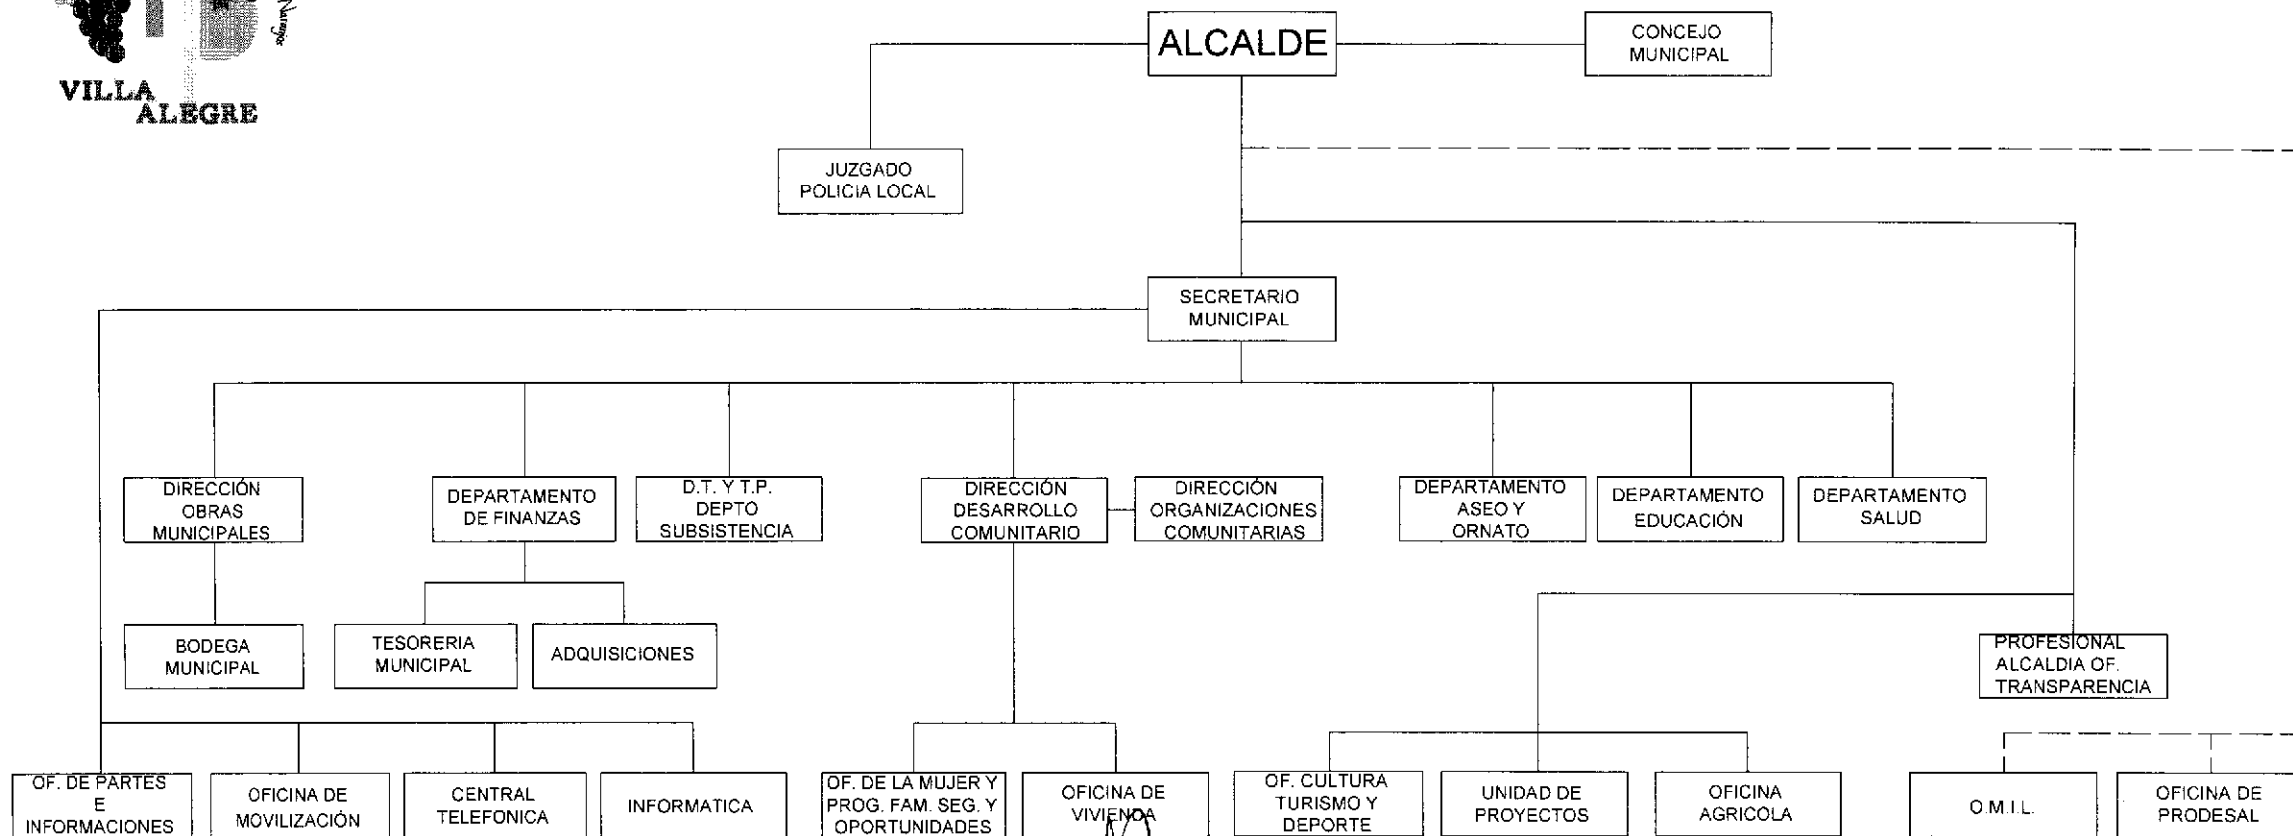 Naranjos
VILLA
ALEGRE
ALCALDE
CONCEJO
MUNICIPAL
JUZGADO
POLICIA LOCAL
SECRETARIO
MUNICIPAL
DIRECCIÓN
OBRAS
MUNICIPALES
DEPARTAMENTO
DE FINANZAS
D.T. Y T.P.
DEPTO
SUBSISTENCIA
DIRECCIÓN
DESARROLLO
COMUNITARIO
DIRECCIÓN
ORGANIZACIONES
COMUNITARIAS
DEPARTAMENTO
ASEO Y
ORNATO
DEPARTAMENTO
EDUCACIÓN
DEPARTAMENTO
SALUD
BODEGA
MUNICIPAL
TESORERIA
MUNICIPAL
ADQUISICIONES
PROFESIONAL
ALCALDIA OF.
TRANSPARENCIA
OF. DE PARTES
E
INFORMACIONES
OFICINA DE
MOVILIZACIÓN
CENTRAL
TELEFONICA
INFORMATICA
OF. DE LA MUJER Y
PROG. FAM. SEG. Y
OPORTUNIDADES
OFICINA DE
VIVIENDA
OF. CULTURA
TURISMO Y
DEPORTE
UNIDAD DE
PROYECTOS
OFICINA
AGRICOLA
O.M.I.L.
OFICINA DE
PRODESAL